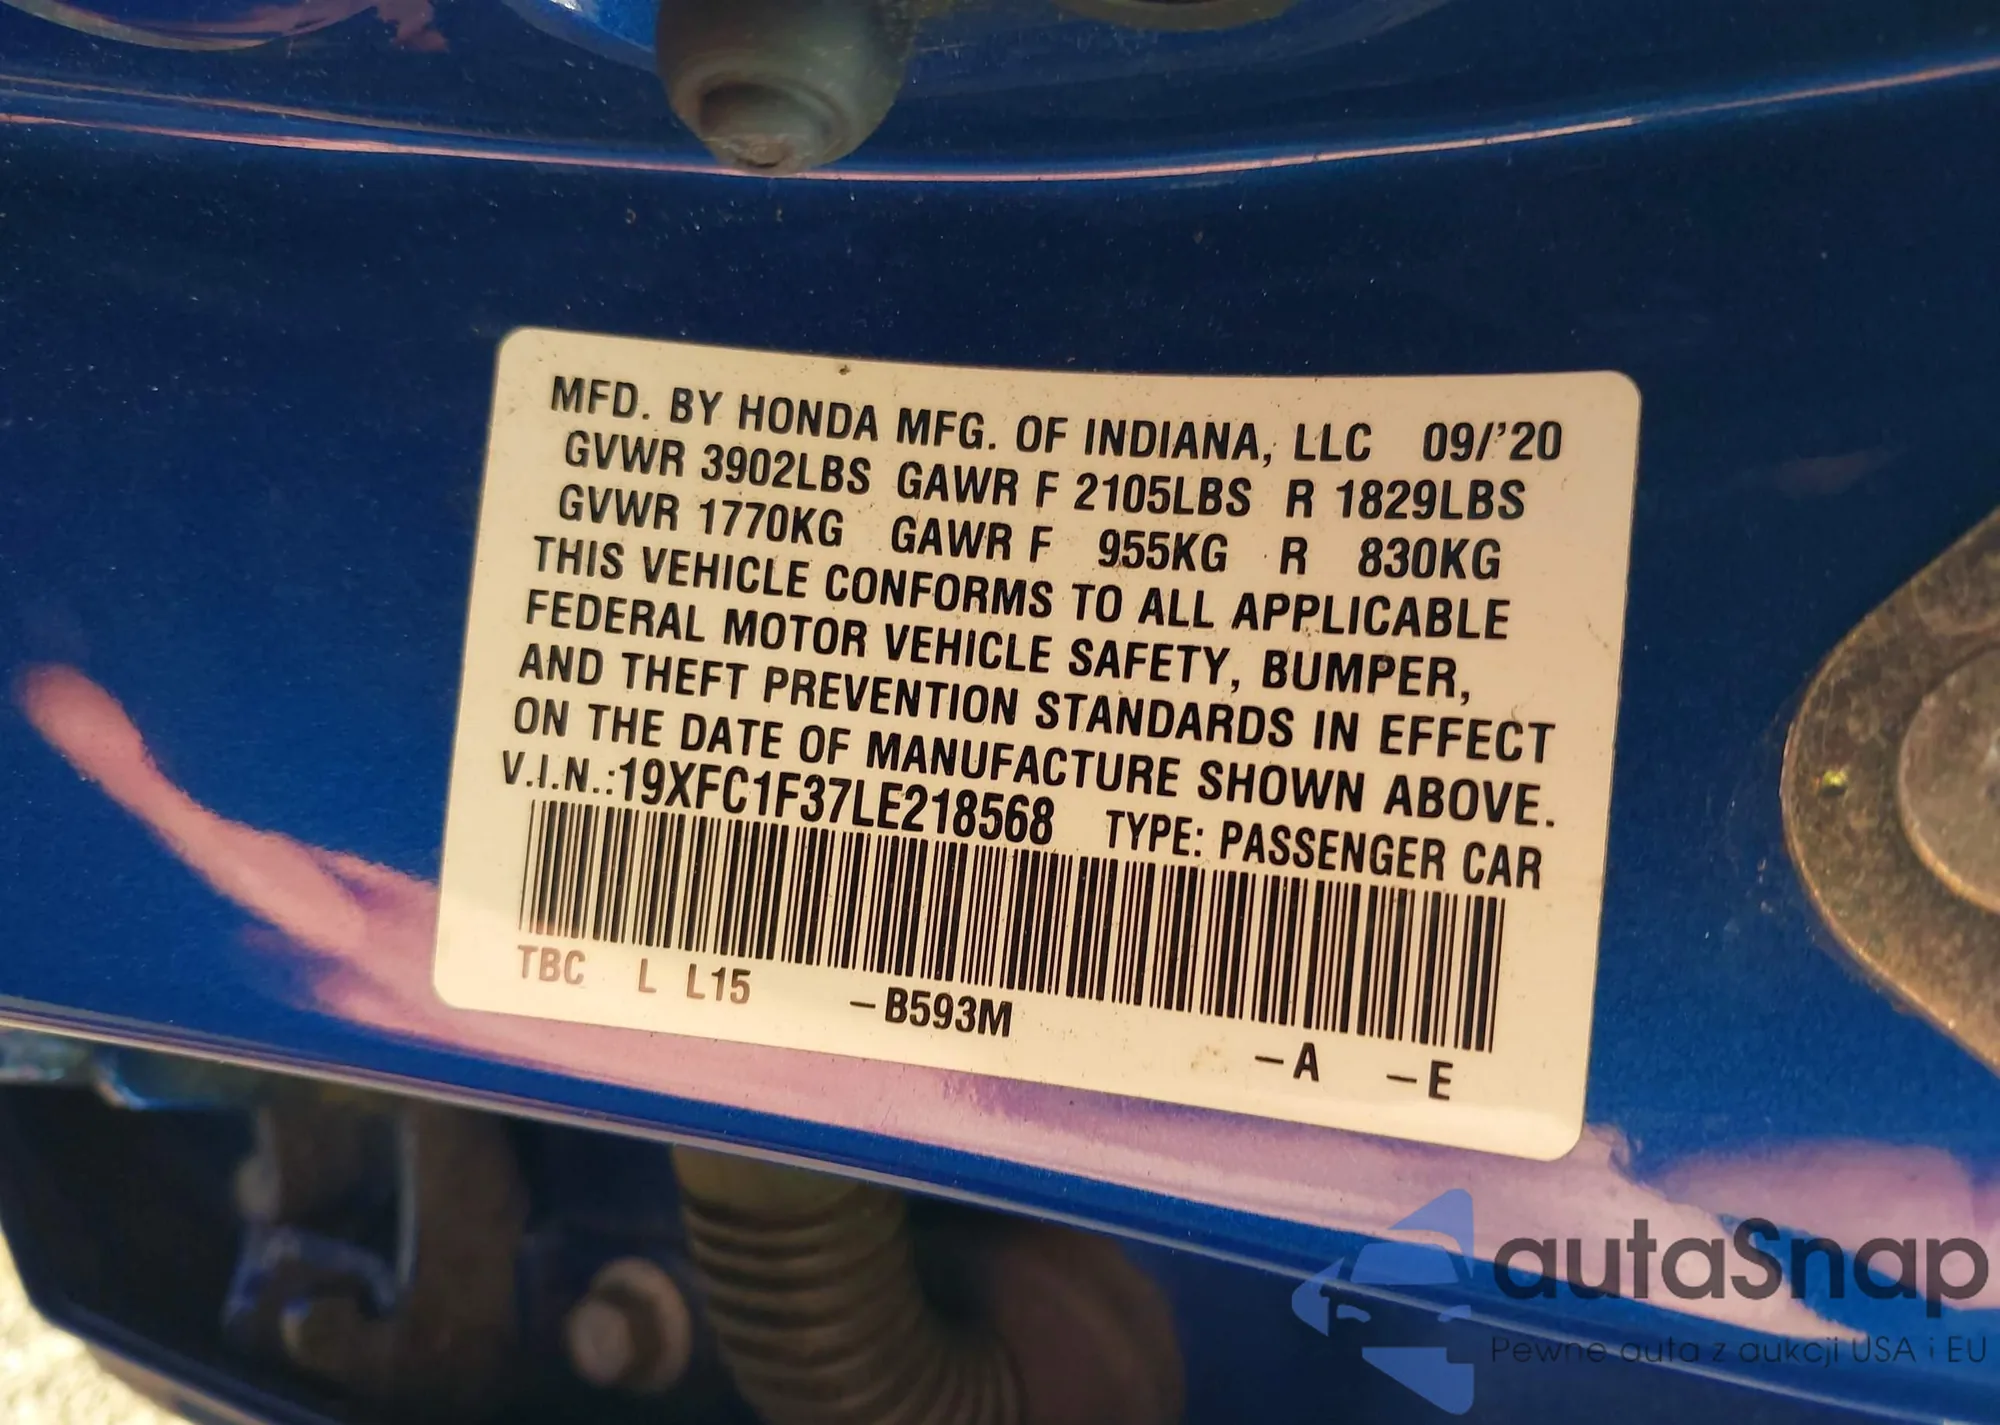 MFD. BY HONDA MFG. OF INDIANA, LLC 09/'20
GVWR 3902LBS GAWR F 2105LBS R 1829LBS
GVWR 1770KG GAWR F 955KG R 830KG
THIS VEHICLE CONFORMS TO ALL APPLICABLE
FEDERAL MOTOR VEHICLE SAFETY, BUMPER,
AND THEFT PREVENTION STANDARDS IN EFFECT
ON THE DATE OF MANUFACTURE SHOWN ABOVE.
V.I.N.:19XFC1F37LE218568 TYPE: PASSENGER CAR
TBC L L15 –B593M –A –E
autaSnap
Pewne auta z aukcji USA i EU